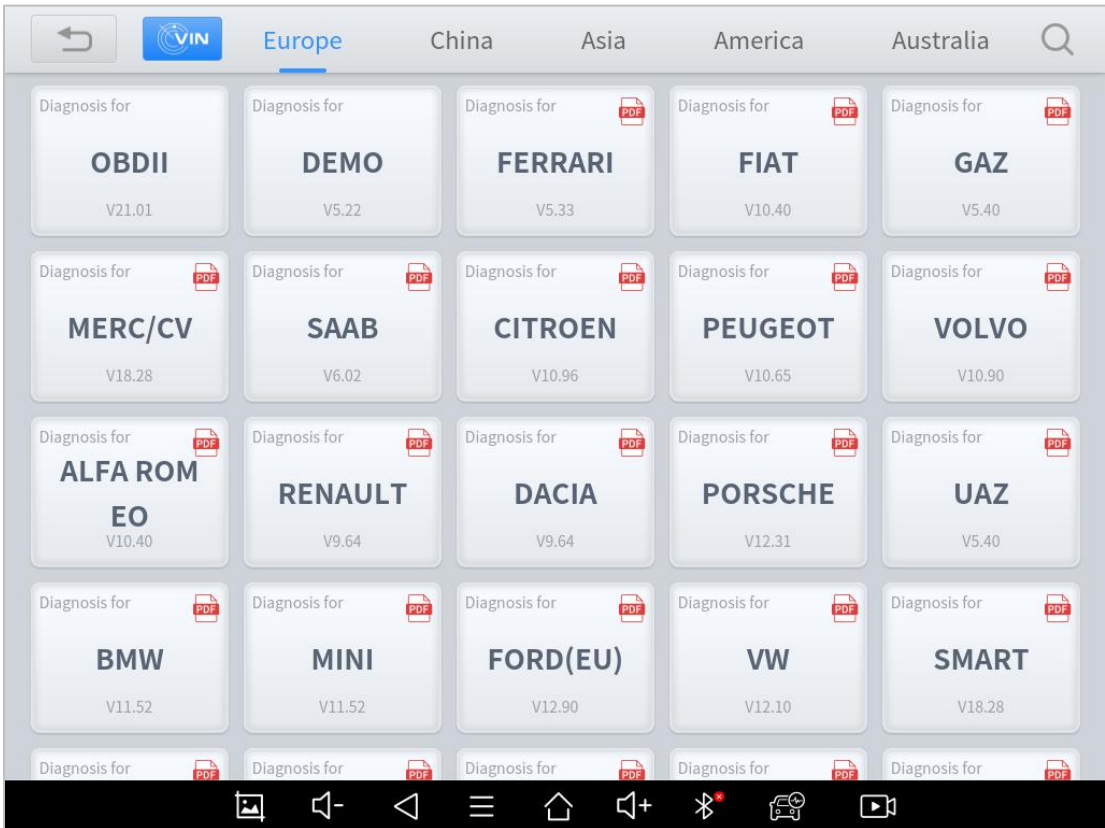 VIN Europe China Asia America Australia
Diagnosis for Diagnosis for Diagnosis for PDF Diagnosis for PDF Diagnosis for PDF
OBDII DEMO FERRARI FIAT GAZ
V21.01 V5.22 V5.33 V10.40 V5.40
Diagnosis for PDF Diagnosis for PDF Diagnosis for PDF Diagnosis for PDF Diagnosis for PDF
MERC/CV SAAB CITROEN PEUGEOT VOLVO
V18.28 V6.02 V10.96 V10.65 V10.90
Diagnosis for PDF Diagnosis for PDF Diagnosis for PDF Diagnosis for PDF Diagnosis for PDF
ALFA ROM
EO RENAULT DACIA PORSCHE UAZ
V10.40 V9.64 V9.64 V12.31 V5.40
Diagnosis for PDF Diagnosis for PDF Diagnosis for PDF Diagnosis for PDF Diagnosis for PDF
BMW MINI FORD(EU) VW SMART
V11.52 V11.52 V12.90 V12.10 V18.28
Diagnosis for PDF Diagnosis for PDF Diagnosis for PDF Diagnosis for PDF Diagnosis for PDF